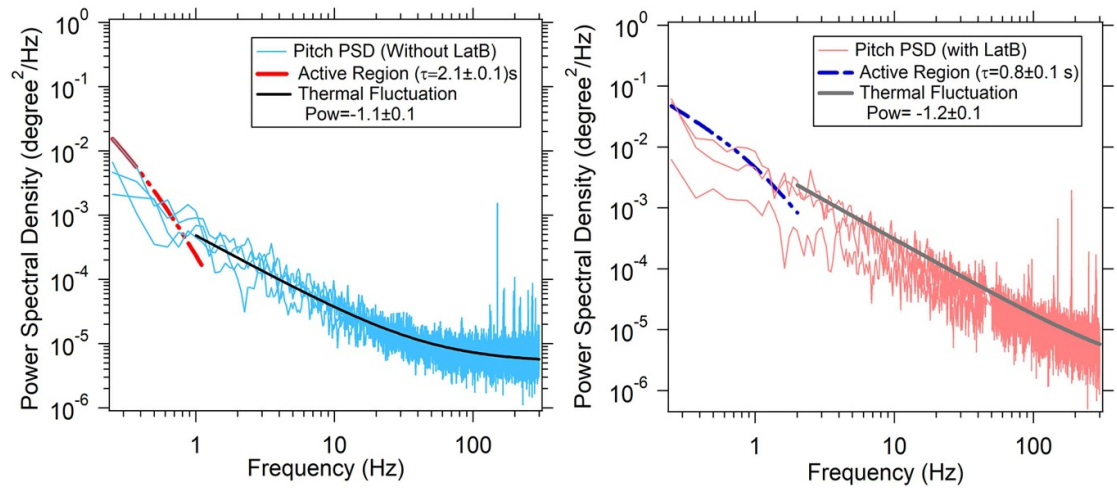 Power Spectral Density (degree²/Hz)
10⁰
10⁻¹
10⁻²
10⁻³
10⁻⁴
10⁻⁵
10⁻⁶
Pitch PSD (Without LatB)
Active Region (τ=2.1±.0.1)s
Thermal Fluctuation
Pow=-1.1±0.1
1 10 100
Frequency (Hz)
Power Spectral Density (degree²/Hz)
10⁰
10⁻¹
10⁻²
10⁻³
10⁻⁴
10⁻⁵
10⁻⁶
Pitch PSD (with LatB)
Active Region (τ=0.8±0.1 s)
Thermal Fluctuation
Pow= -1.2±0.1
1 10 100
Frequency (Hz)